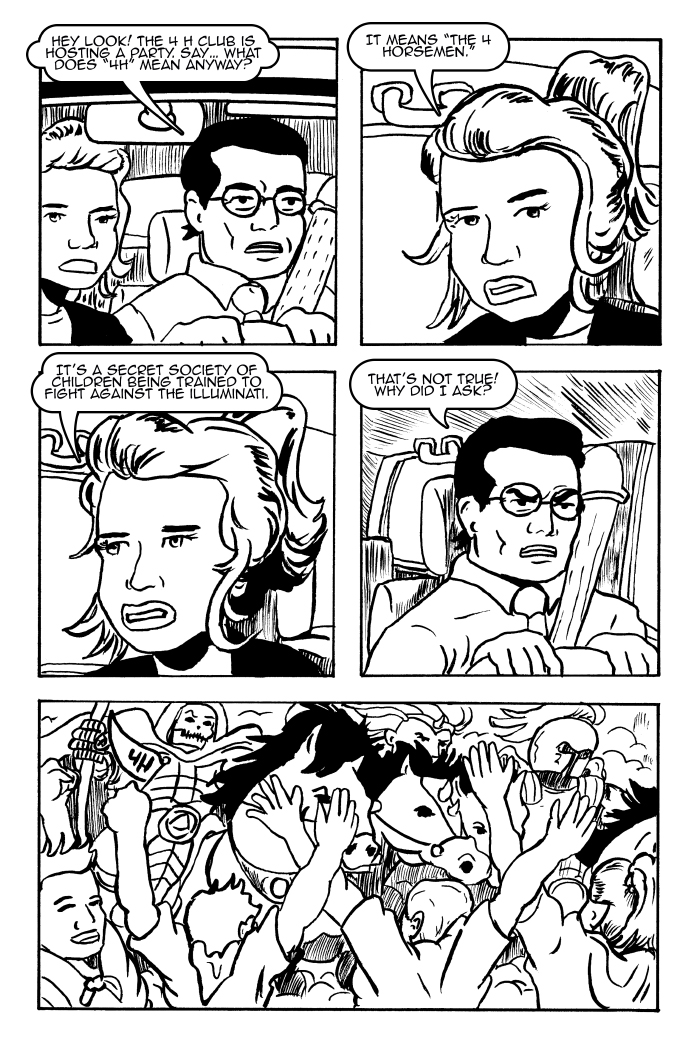 HEY LOOK! THE 4 H CLUB IS
HOSTING A PARTY. SAY... WHAT
DOES "4H" MEAN ANYWAY?
IT MEANS "THE 4
HORSEMEN."
IT'S A SECRET SOCIETY OF
CHILDREN BEING TRAINED TO
FIGHT AGAINST THE ILLUMINATI.
THAT'S NOT TRUE!
WHY DID I ASK?
4H